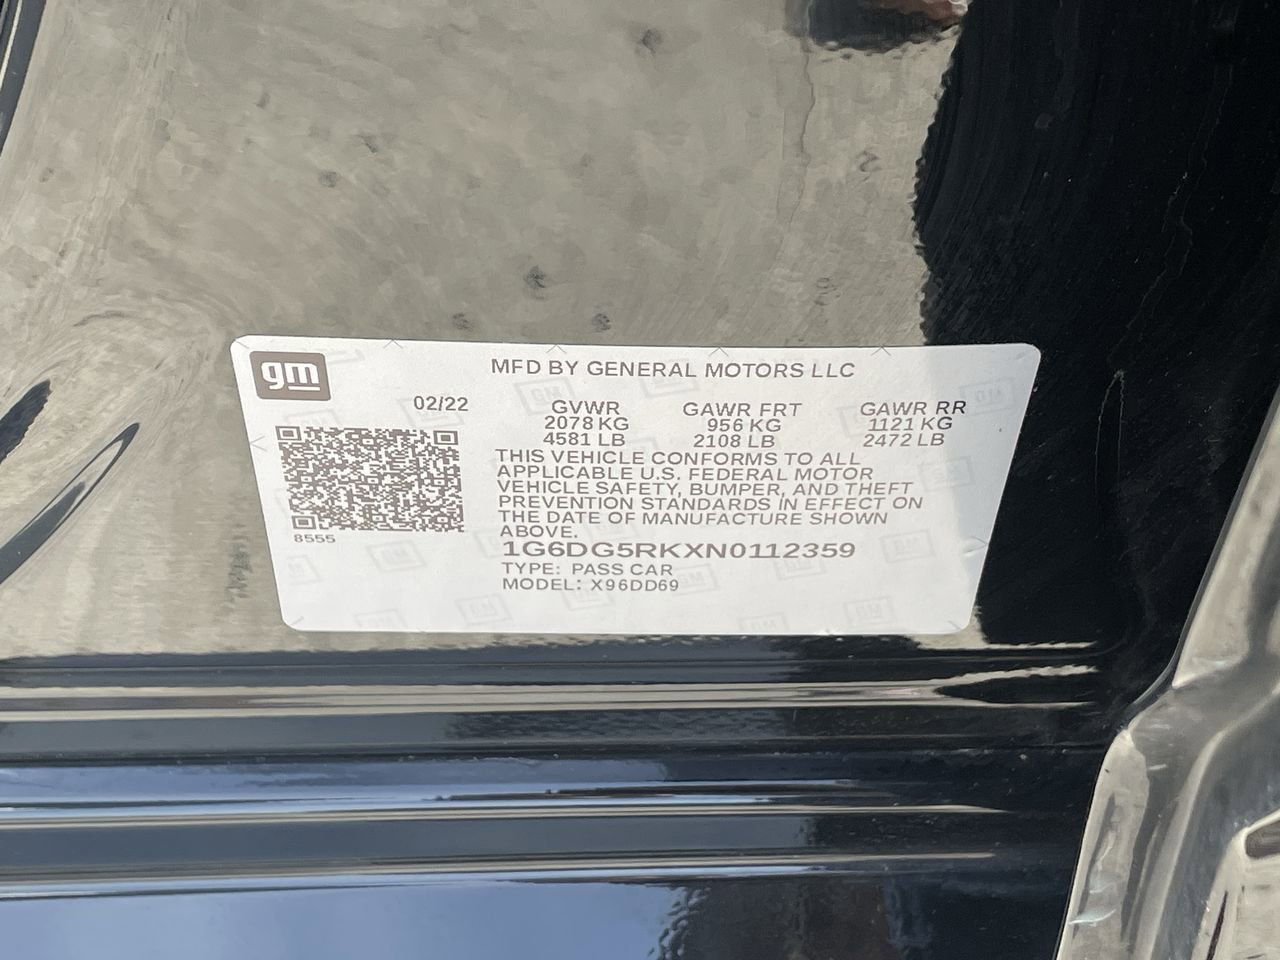 gm
MFD BY GENERAL MOTORS LLC
02/22
GVWR GAWR FRT GAWR RR
2078 KG 956 KG 1121 KG
4581 LB 2108 LB 2472 LB
THIS VEHICLE CONFORMS TO ALL
APPLICABLE U.S. FEDERAL MOTOR
VEHICLE SAFETY, BUMPER, AND THEFT
PREVENTION STANDARDS IN EFFECT ON
THE DATE OF MANUFACTURE SHOWN
ABOVE.
8555
1G6DG5RKXN0112359
TYPE: PASS CAR
MODEL: X96DD69